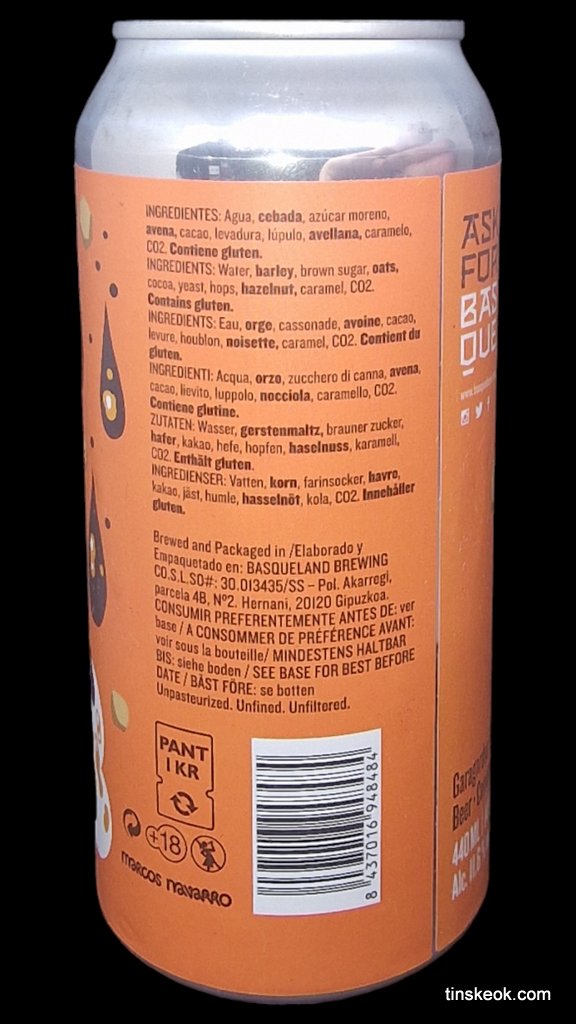 INGREDIENTES: Agua, cebada, azúcar moreno,
avena, cacao, levadura, lúpulo, avellana, caramelo,
CO2. Contiene gluten.
INGREDIENTS: Water, barley, brown sugar, oats,
cocoa, yeast, hops, hazelnut, caramel, CO2.
Contains gluten.
INGREDIENTS: Eau, orge, cassonade, avoine, cacao,
levure, houblon, noisette, caramel, CO2. Contient du
gluten.
INGREDIENTI: Acqua, orzo, zucchero di canna, avena,
cacao, lievito, luppolo, nocciola, caramello, CO2.
Contiene glutine.
ZUTATEN: Wasser, gerstenmaltz, brauner zucker,
hafer, kakao, hefe, hopfen, haselnuss, karamell,
CO2. Enthält gluten.
INGREDIENSER: Vatten, korn, farinsocker, havre,
kakao, jäst, humle, hasselnöt, kola, CO2. Innehåller
gluten.
Brewed and Packaged in /Elaborado y
Empaquetado en: BASQUELAND BREWING
CO.S.L.SO#: 30.013435/SS – Pol. Akarregi,
parcela 4B, Nº2. Hernani, 20120 Gipuzkoa.
CONSUMIR PREFERENTEMENTE ANTES DE: ver
base / A CONSOMMER DE PRÉFÉRENCE AVANT:
voir sous la bouteille/ MINDESTENS HALTBAR
BIS: siehe boden / SEE BASE FOR BEST BEFORE
DATE / BÄST FÖRE: se botten
Unpasteurized. Unfined. Unfiltered.
PANT
1 KR
+18
marcos navarro
8 437016 948484
ASK
FOR
BAS
QUE
Beer
440 ML
Alc. 11.6
tinskeok.com